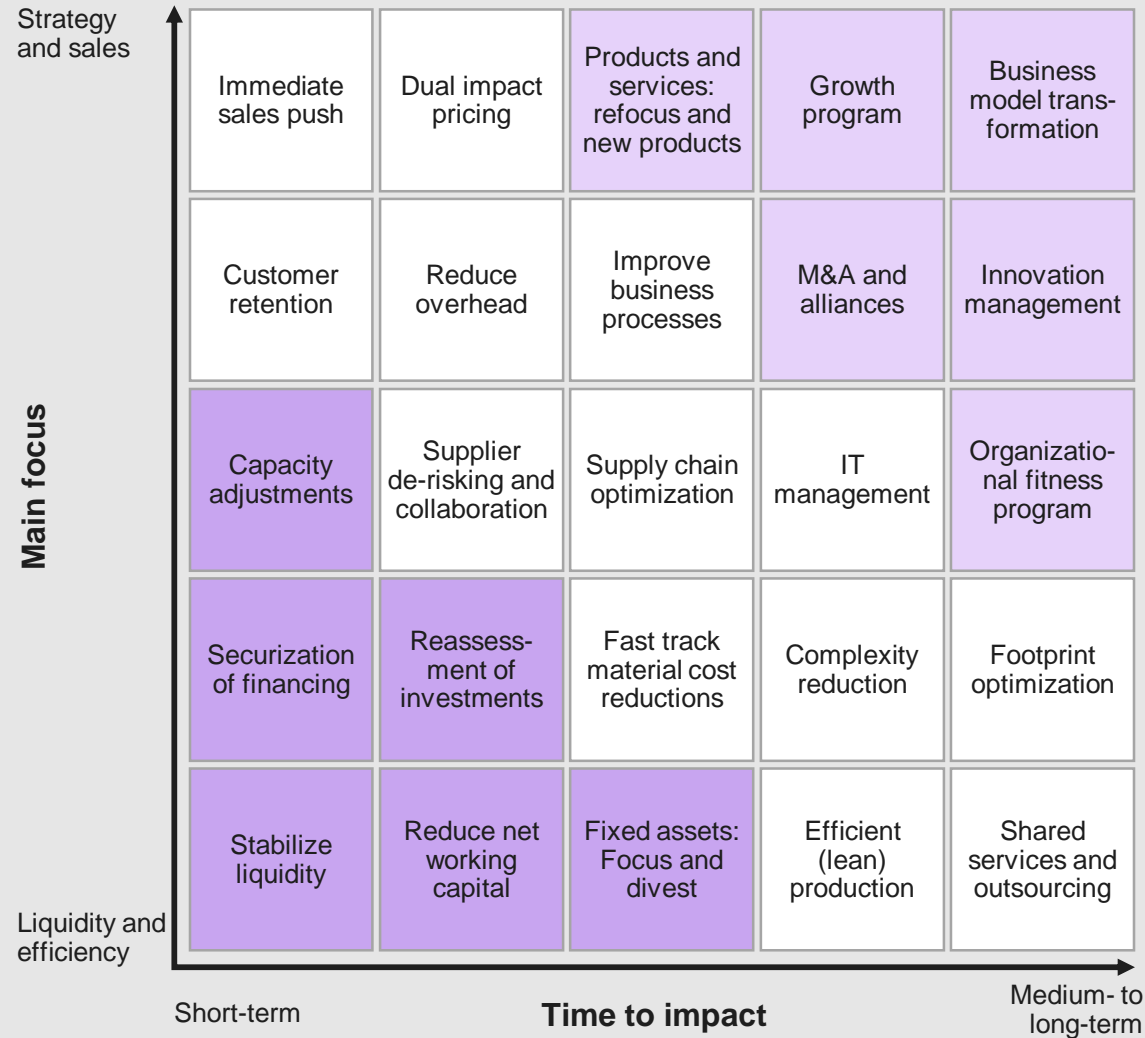 Strategy
and sales
Immediate
sales push
Dual impact
pricing
Products and
services:
refocus and
new products
Growth
program
Business
model trans-
formation
Customer
retention
Reduce
overhead
Improve
business
processes
M&A and
alliances
Innovation
management
Main focus
Capacity
adjustments
Supplier
de-risking and
collaboration
Supply chain
optimization
IT
management
Organizatio-
nal fitness
program
Securization
of financing
Reassess-
ment of
investments
Fast track
material cost
reductions
Complexity
reduction
Footprint
optimization
Stabilize
liquidity
Reduce net
working
capital
Fixed assets:
Focus and
divest
Efficient
(lean)
production
Shared
services and
outsourcing
Liquidity and
efficiency
Short-term
Time to impact
Medium- to
long-term